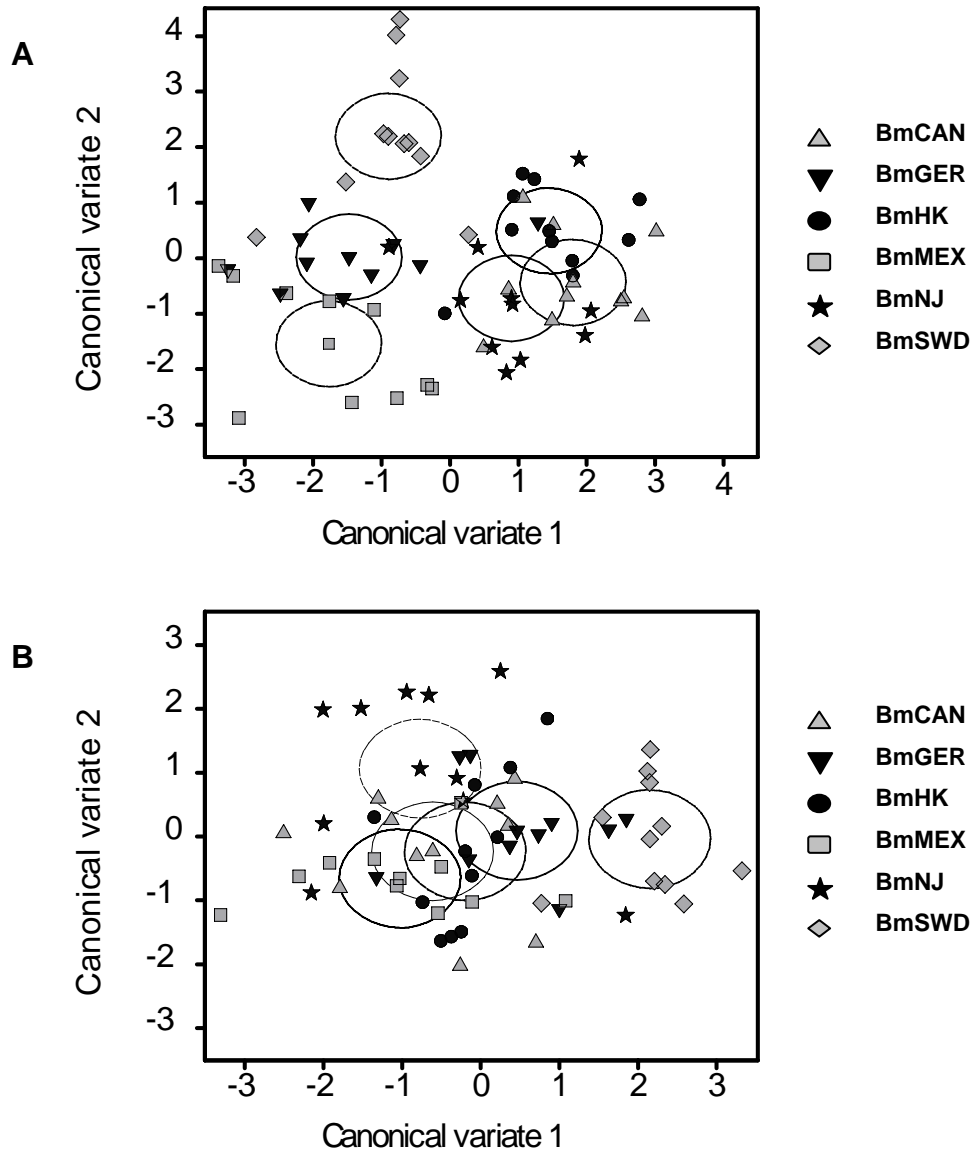 A
Canonical variate 2
4
3
2
1
0
-1
-2
-3
-3 -2 -1 0 1 2 3 4
Canonical variate 1
BmCAN
BmGER
BmHK
BmMEX
BmNJ
BmSWD
B
Canonical variate 2
3
2
1
0
-1
-2
-3
-3 -2 -1 0 1 2 3
Canonical variate 1
BmCAN
BmGER
BmHK
BmMEX
BmNJ
BmSWD